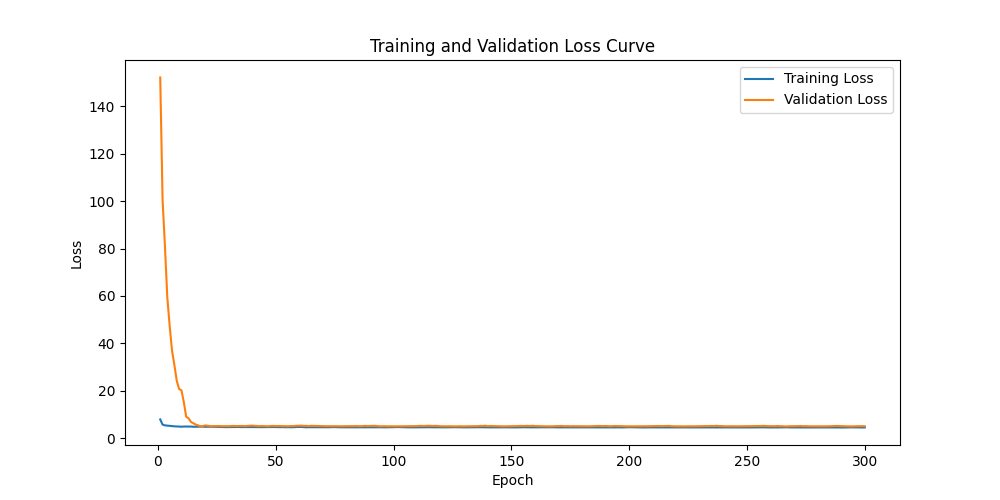 Training and Validation Loss Curve
Training Loss
Validation Loss
140
120
100
80
60
40
20
0
Loss
0 50 100 150 200 250 300
Epoch